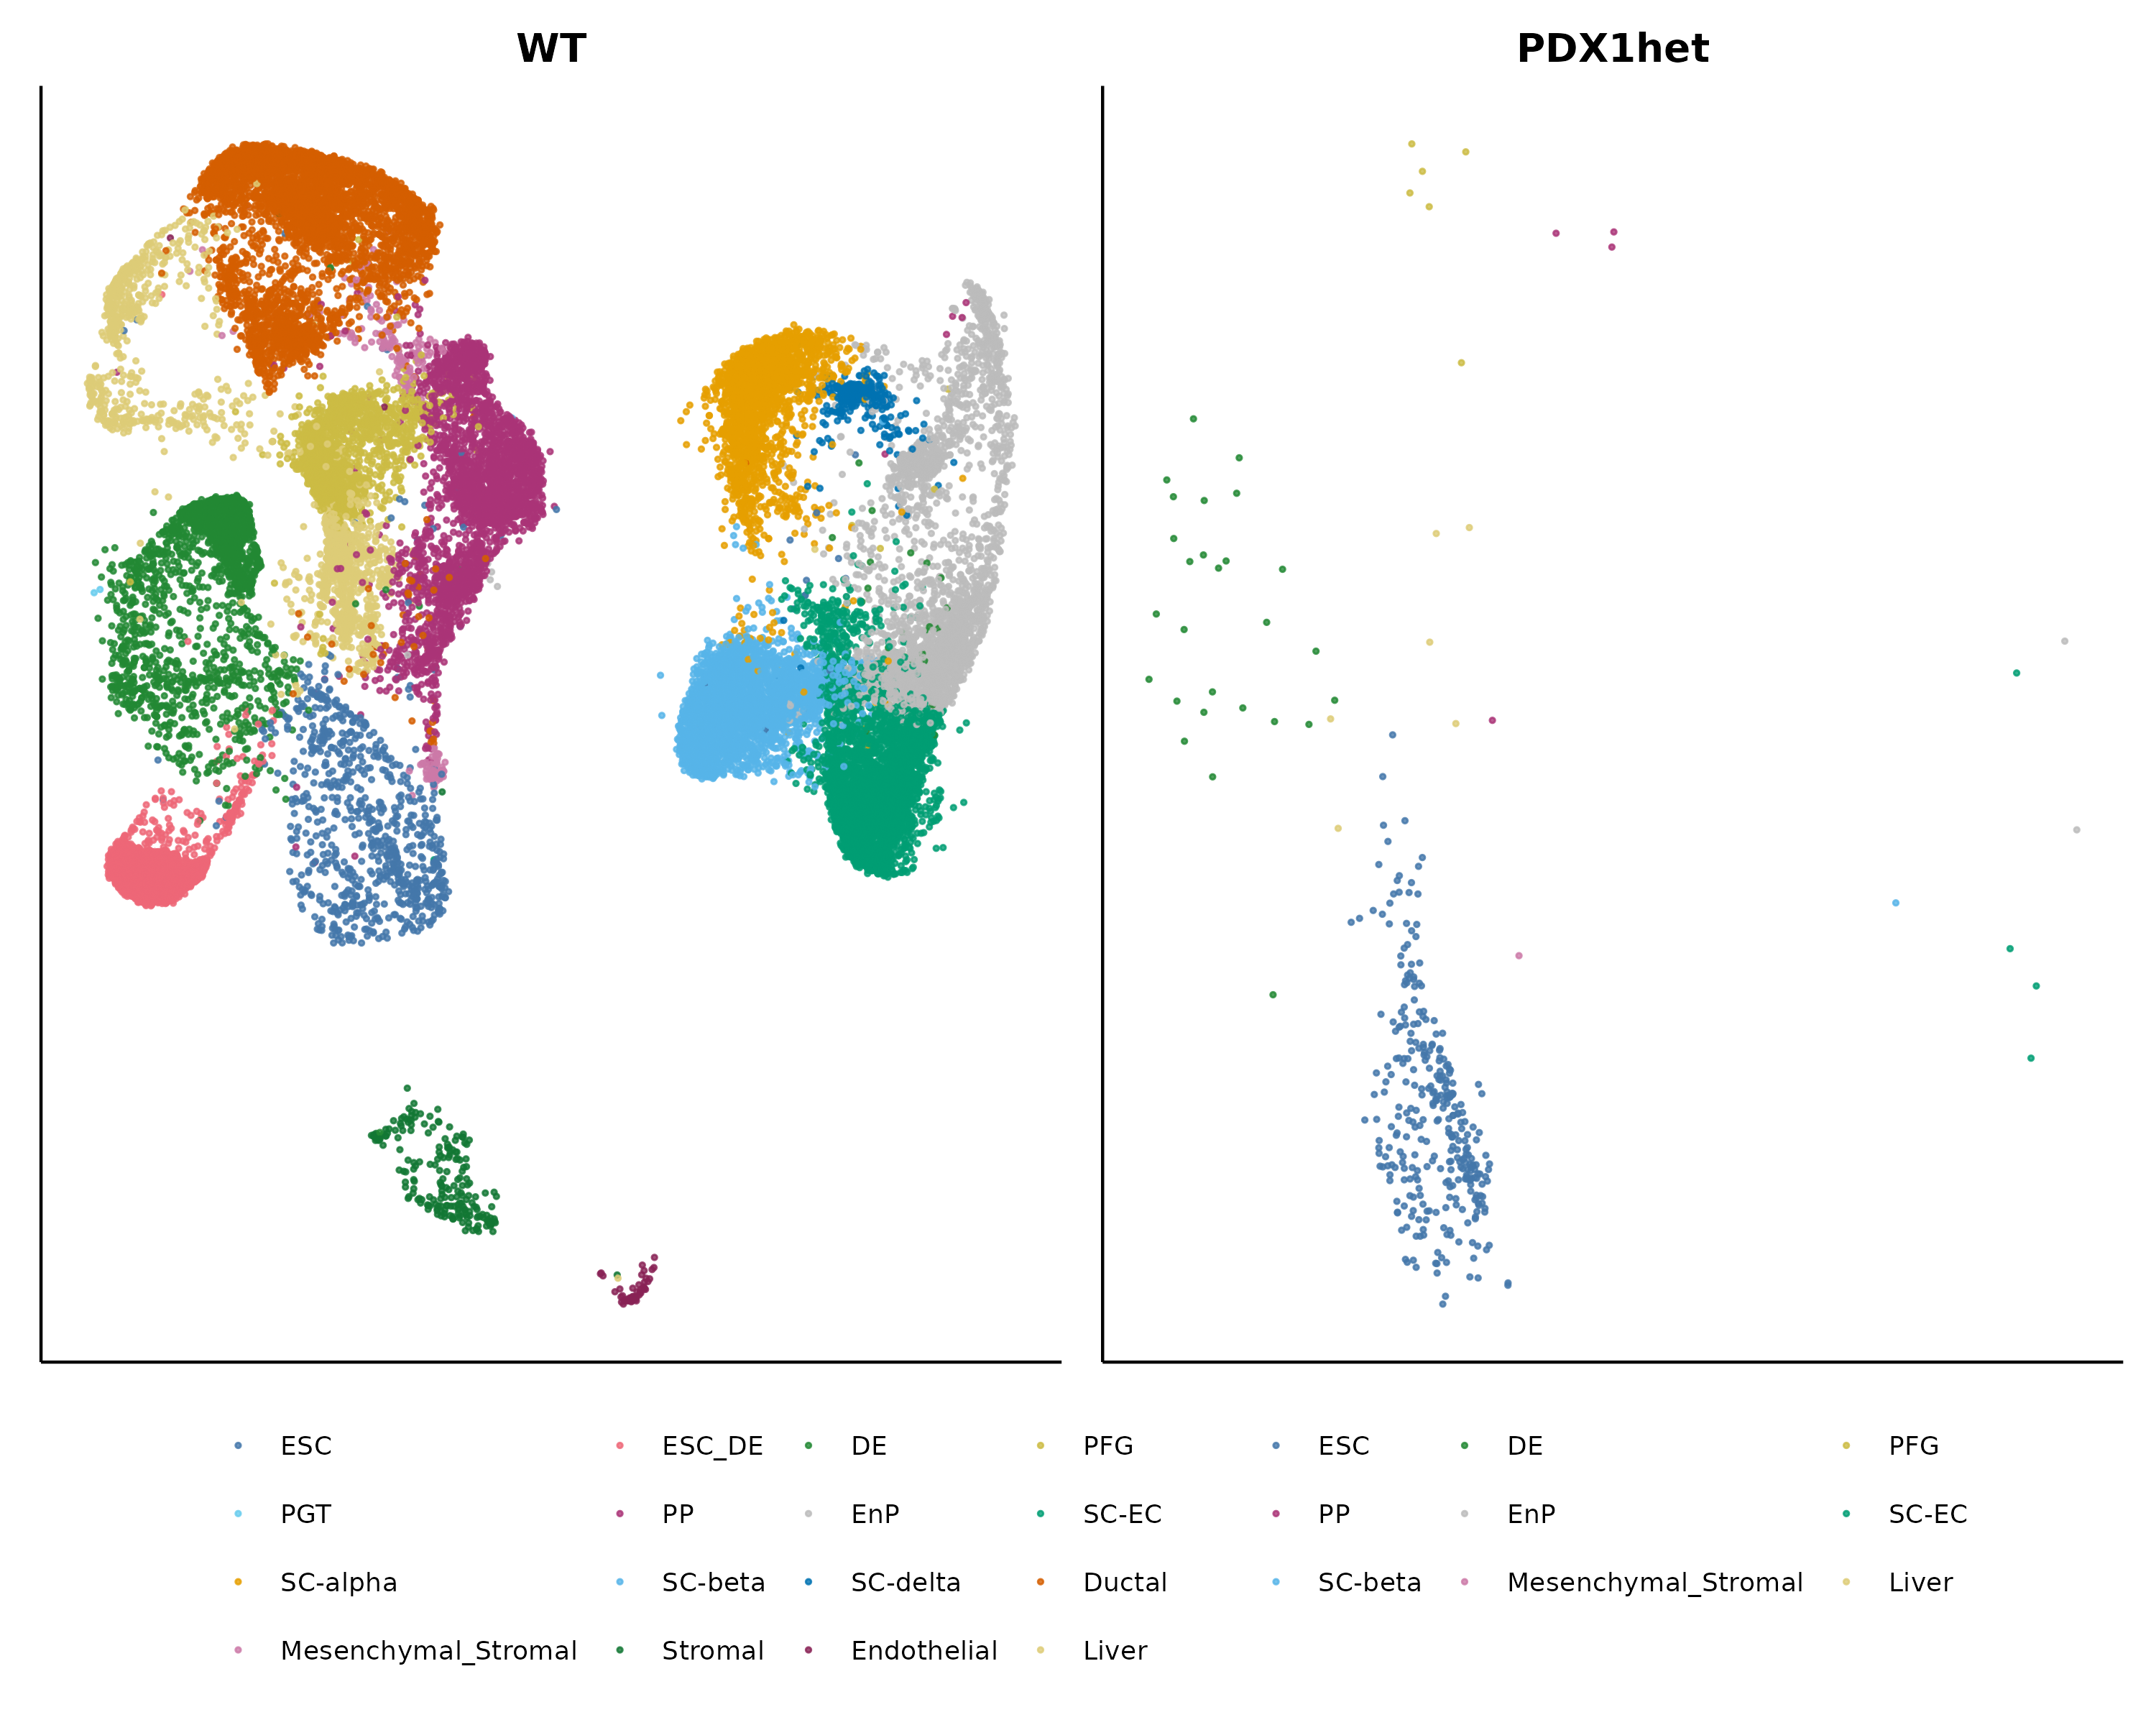 WT PDX1het
ESC ESC_DE DE PFG ESC DE PFG
PGT PP EnP SC-EC PP EnP SC-EC
SC-alpha SC-beta SC-delta Ductal SC-beta Mesenchymal_Stromal Liver
Mesenchymal_Stromal Stromal Endothelial Liver